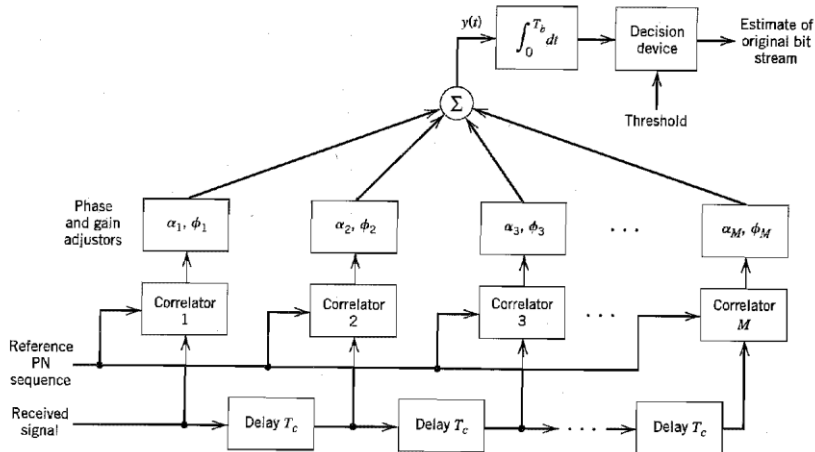 y(t)
∫₀^{T_b} dt
Decision
device
Estimate of
original bit
stream
Σ
Threshold
Phase
and gain
adjustors
α₁, ϕ₁
α₂, ϕ₂
α₃, ϕ₃
. . .
α_M, ϕ_M
Correlator
1
Correlator
2
Correlator
3
. . .
Correlator
M
Reference
PN
sequence
Received
signal
Delay T_c
Delay T_c
. . . .
Delay T_c